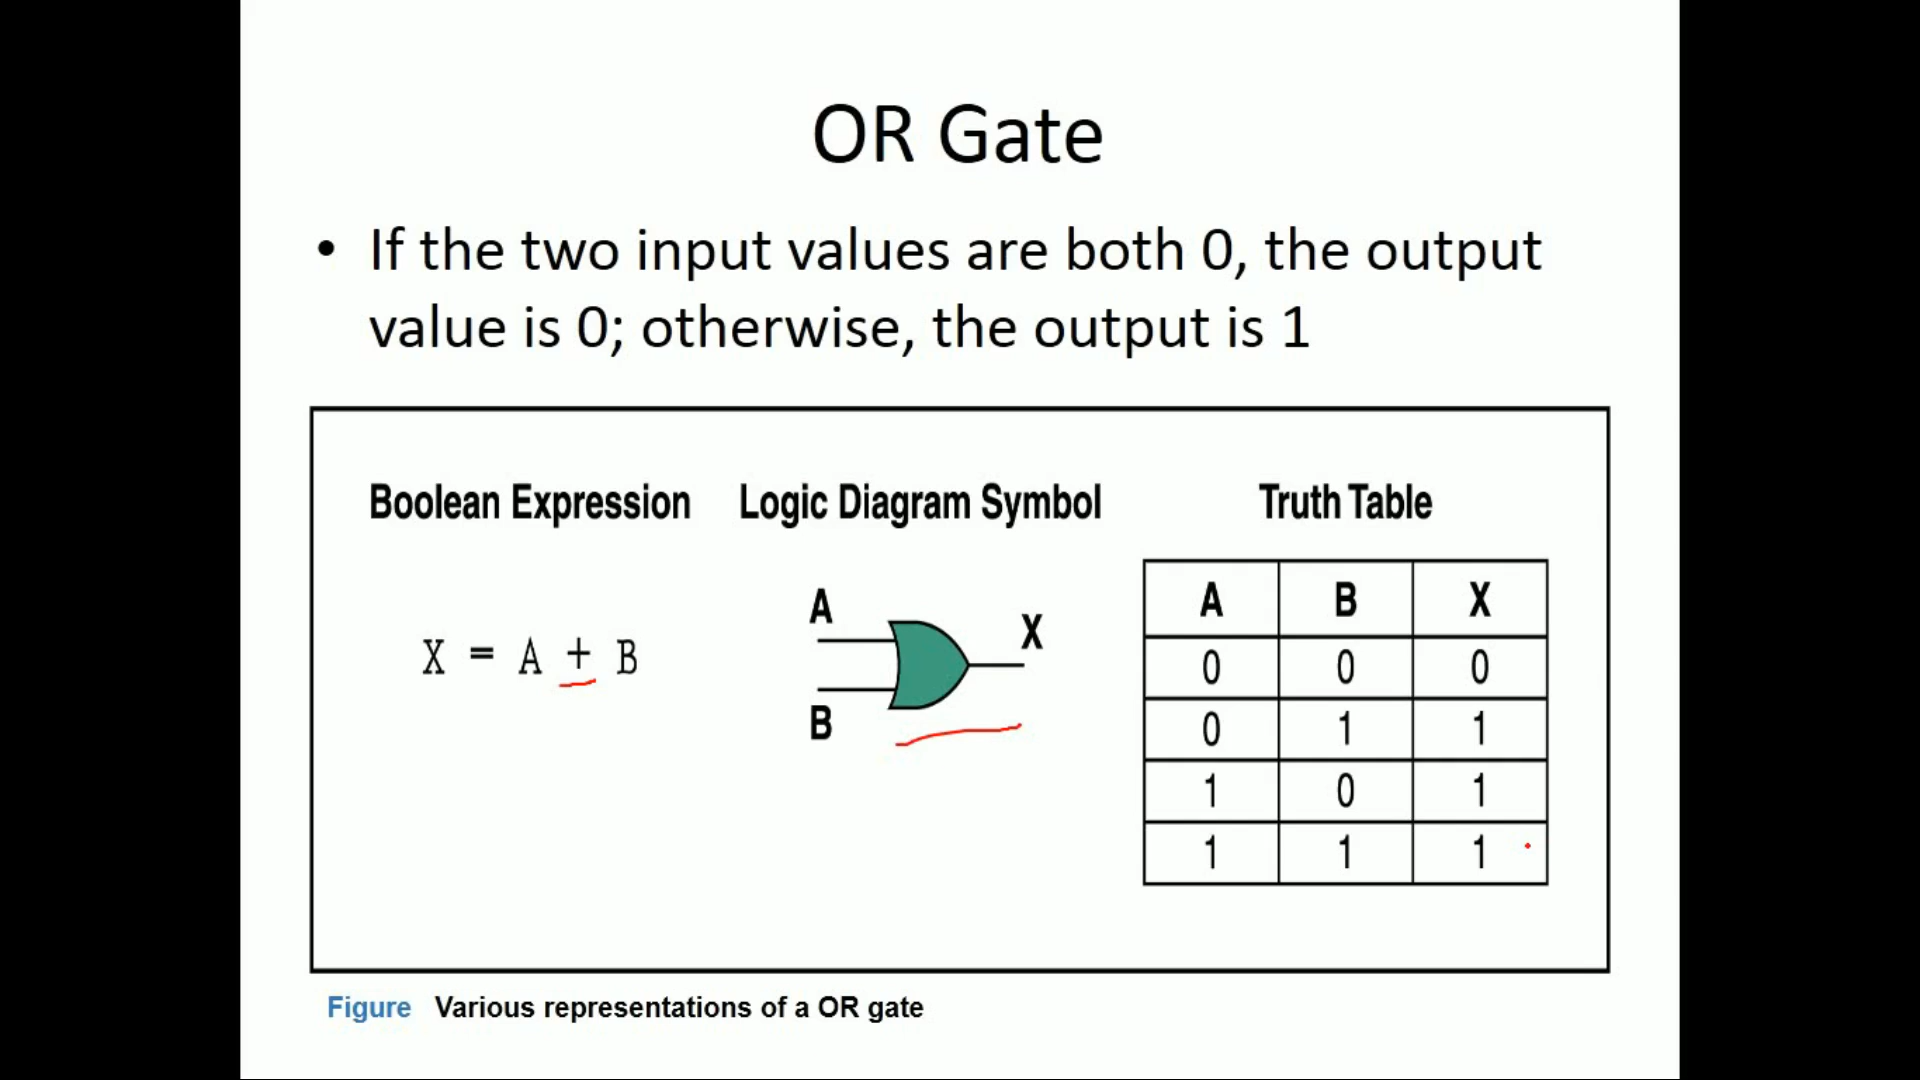 OR Gate
• If the two input values are both 0, the output
value is 0; otherwise, the output is 1
Boolean Expression
X = A + B
Logic Diagram Symbol
A
X
B
Truth Table
A B X
0 0 0
0 1 1
1 0 1
1 1 1
Figure Various representations of a OR gate